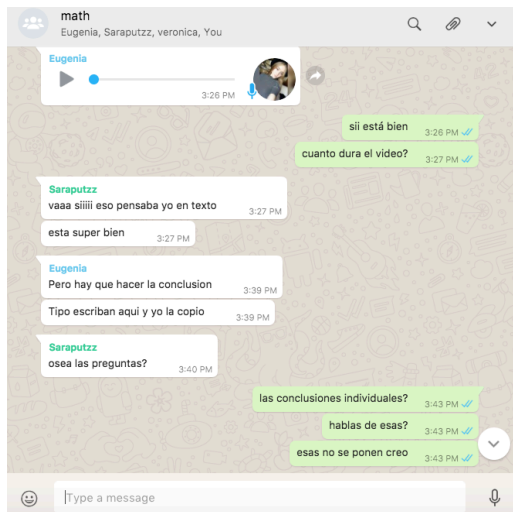 math
Eugenia, Saraputzz, veronica, You
Eugenia
3:26 PM
sii está bien 3:26 PM
cuanto dura el video? 3:27 PM
Saraputzz
vaaa siiiii eso pensaba yo en texto 3:27 PM
esta super bien 3:27 PM
Eugenia
Pero hay que hacer la conclusion 3:39 PM
Tipo escriban aqui y yo la copio 3:39 PM
Saraputzz
osea las preguntas? 3:40 PM
las conclusiones individuales? 3:43 PM
hablas de esas? 3:43 PM
esas no se ponen creo 3:43 PM
Type a message